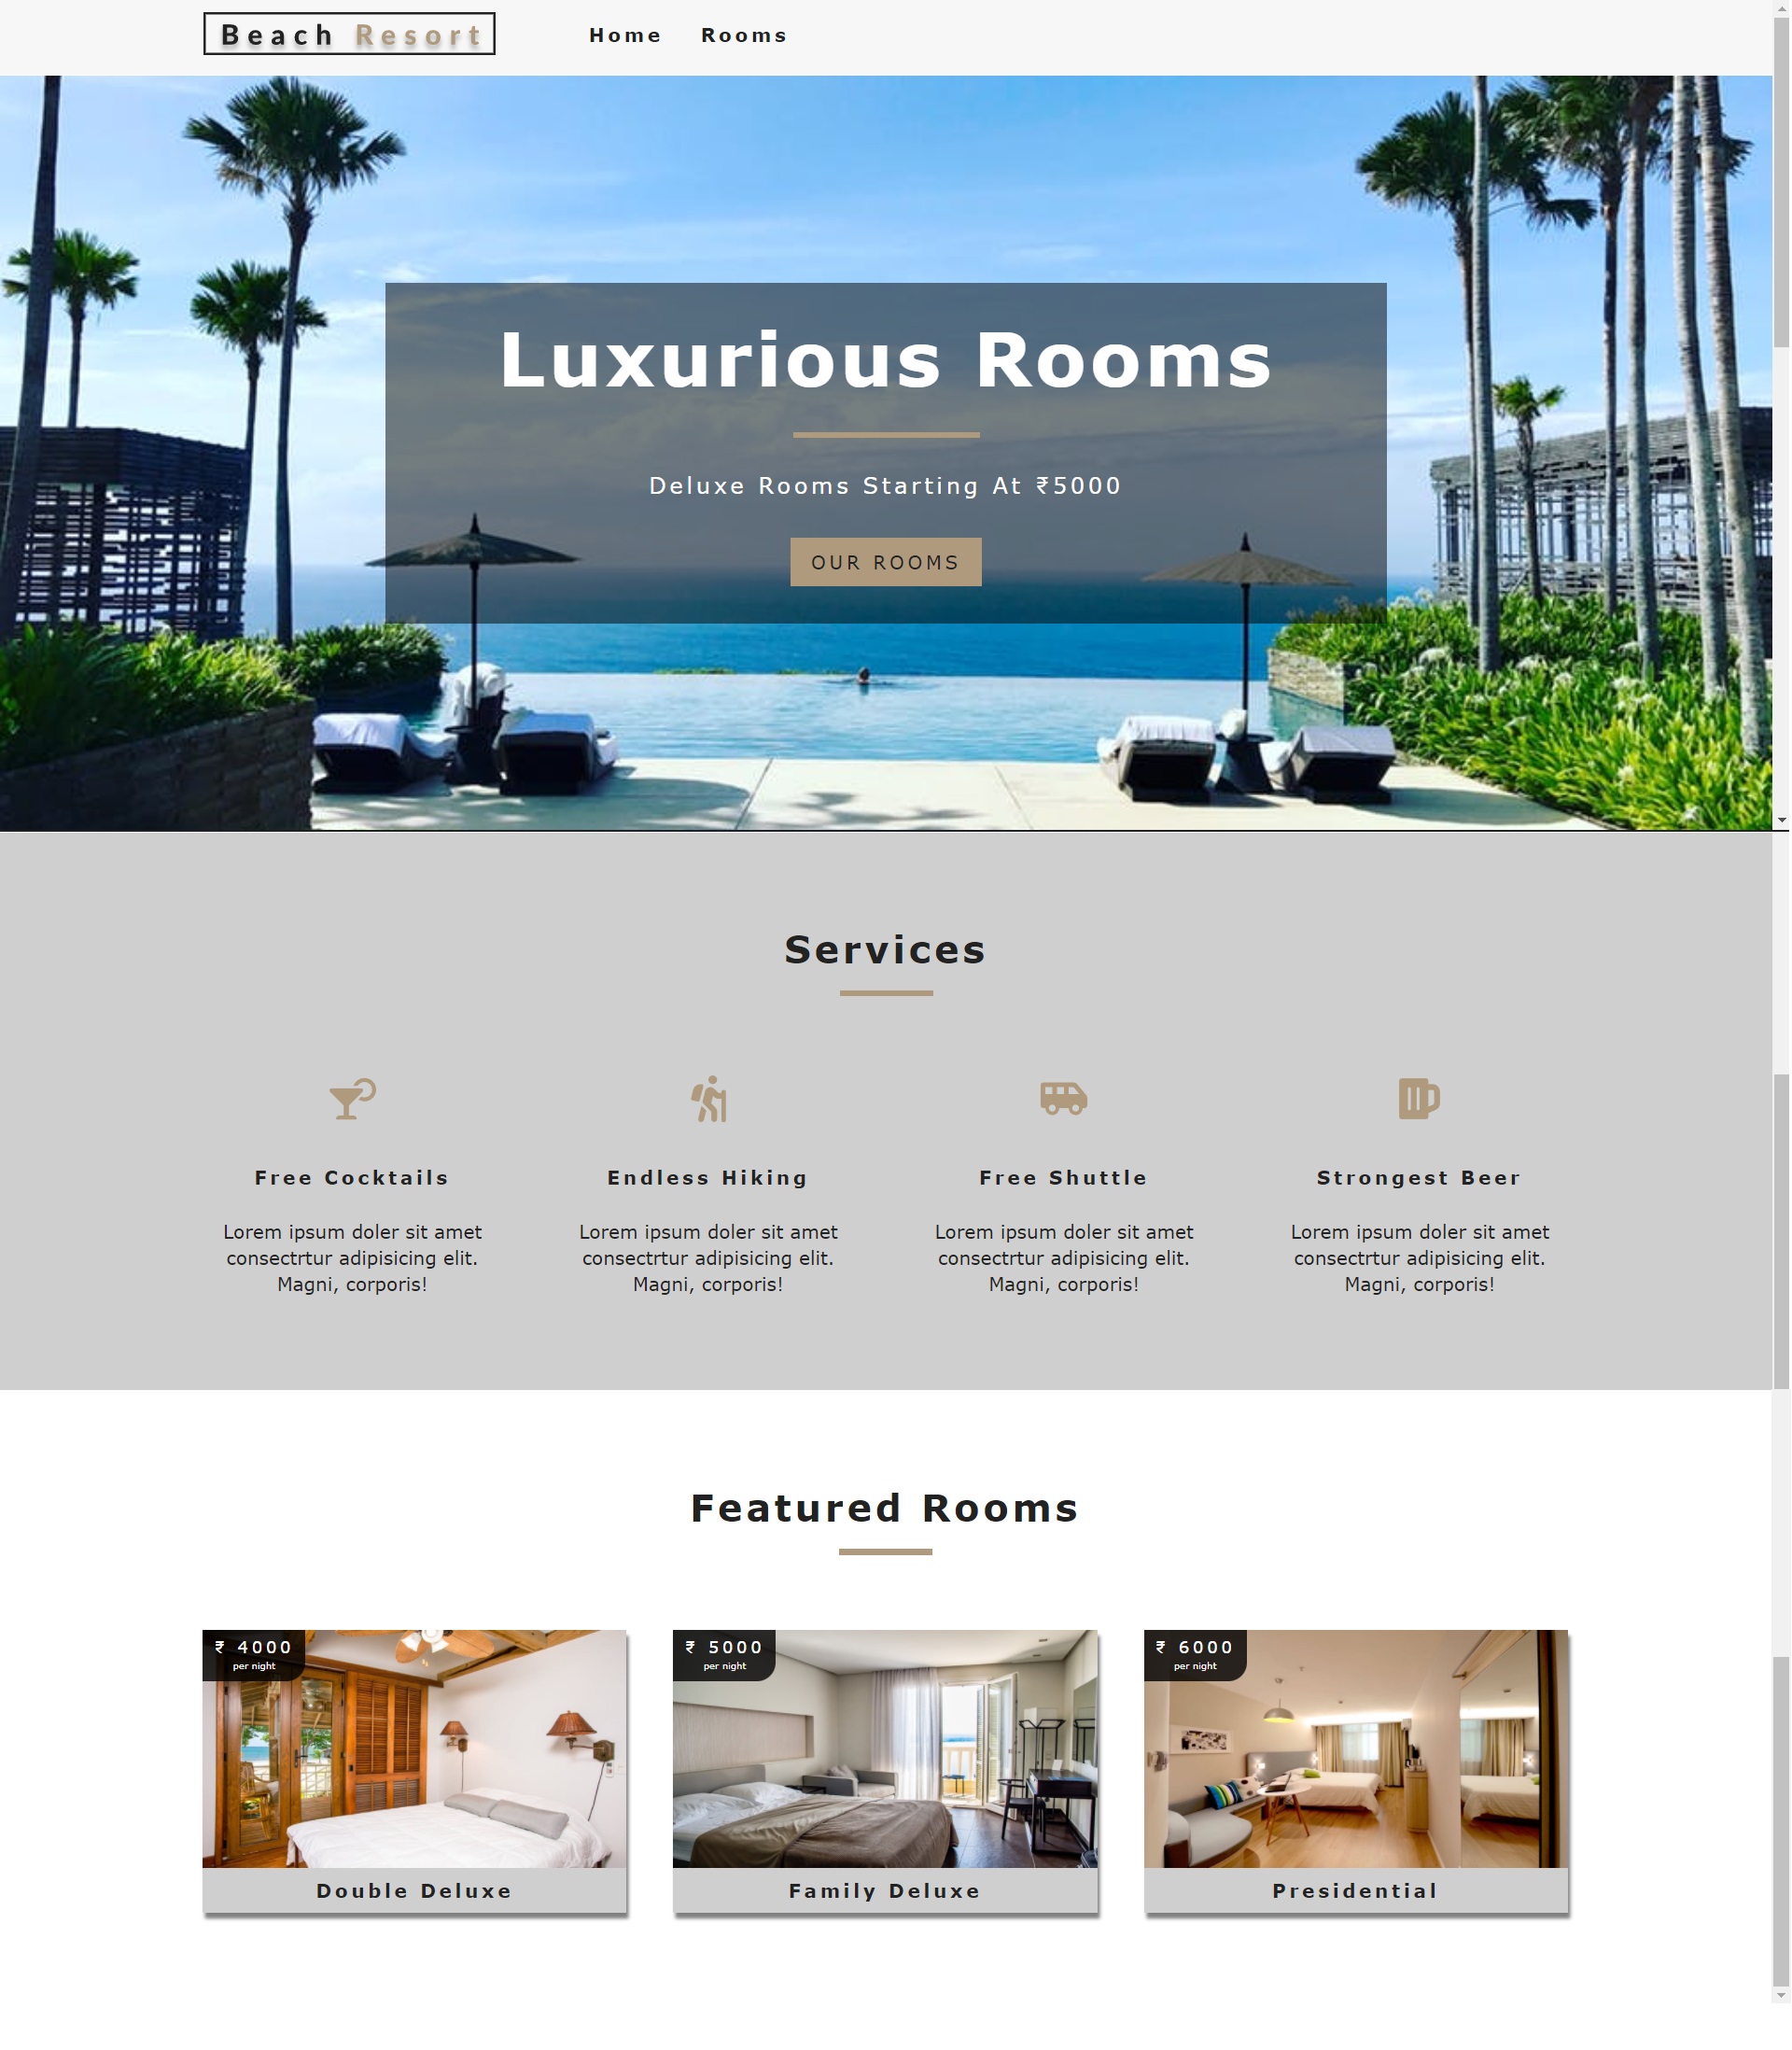 Beach Resort
Home Rooms
Luxurious Rooms
Deluxe Rooms Starting At ₹5000
OUR ROOMS
Services
Free Cocktails
Lorem ipsum doler sit amet
consectrtur adipisicing elit.
Magni, corporis!
Endless Hiking
Lorem ipsum doler sit amet
consectrtur adipisicing elit.
Magni, corporis!
Free Shuttle
Lorem ipsum doler sit amet
consectrtur adipisicing elit.
Magni, corporis!
Strongest Beer
Lorem ipsum doler sit amet
consectrtur adipisicing elit.
Magni, corporis!
Featured Rooms
₹ 4000
per night
Double Deluxe
₹ 5000
per night
Family Deluxe
₹ 6000
per night
Presidential